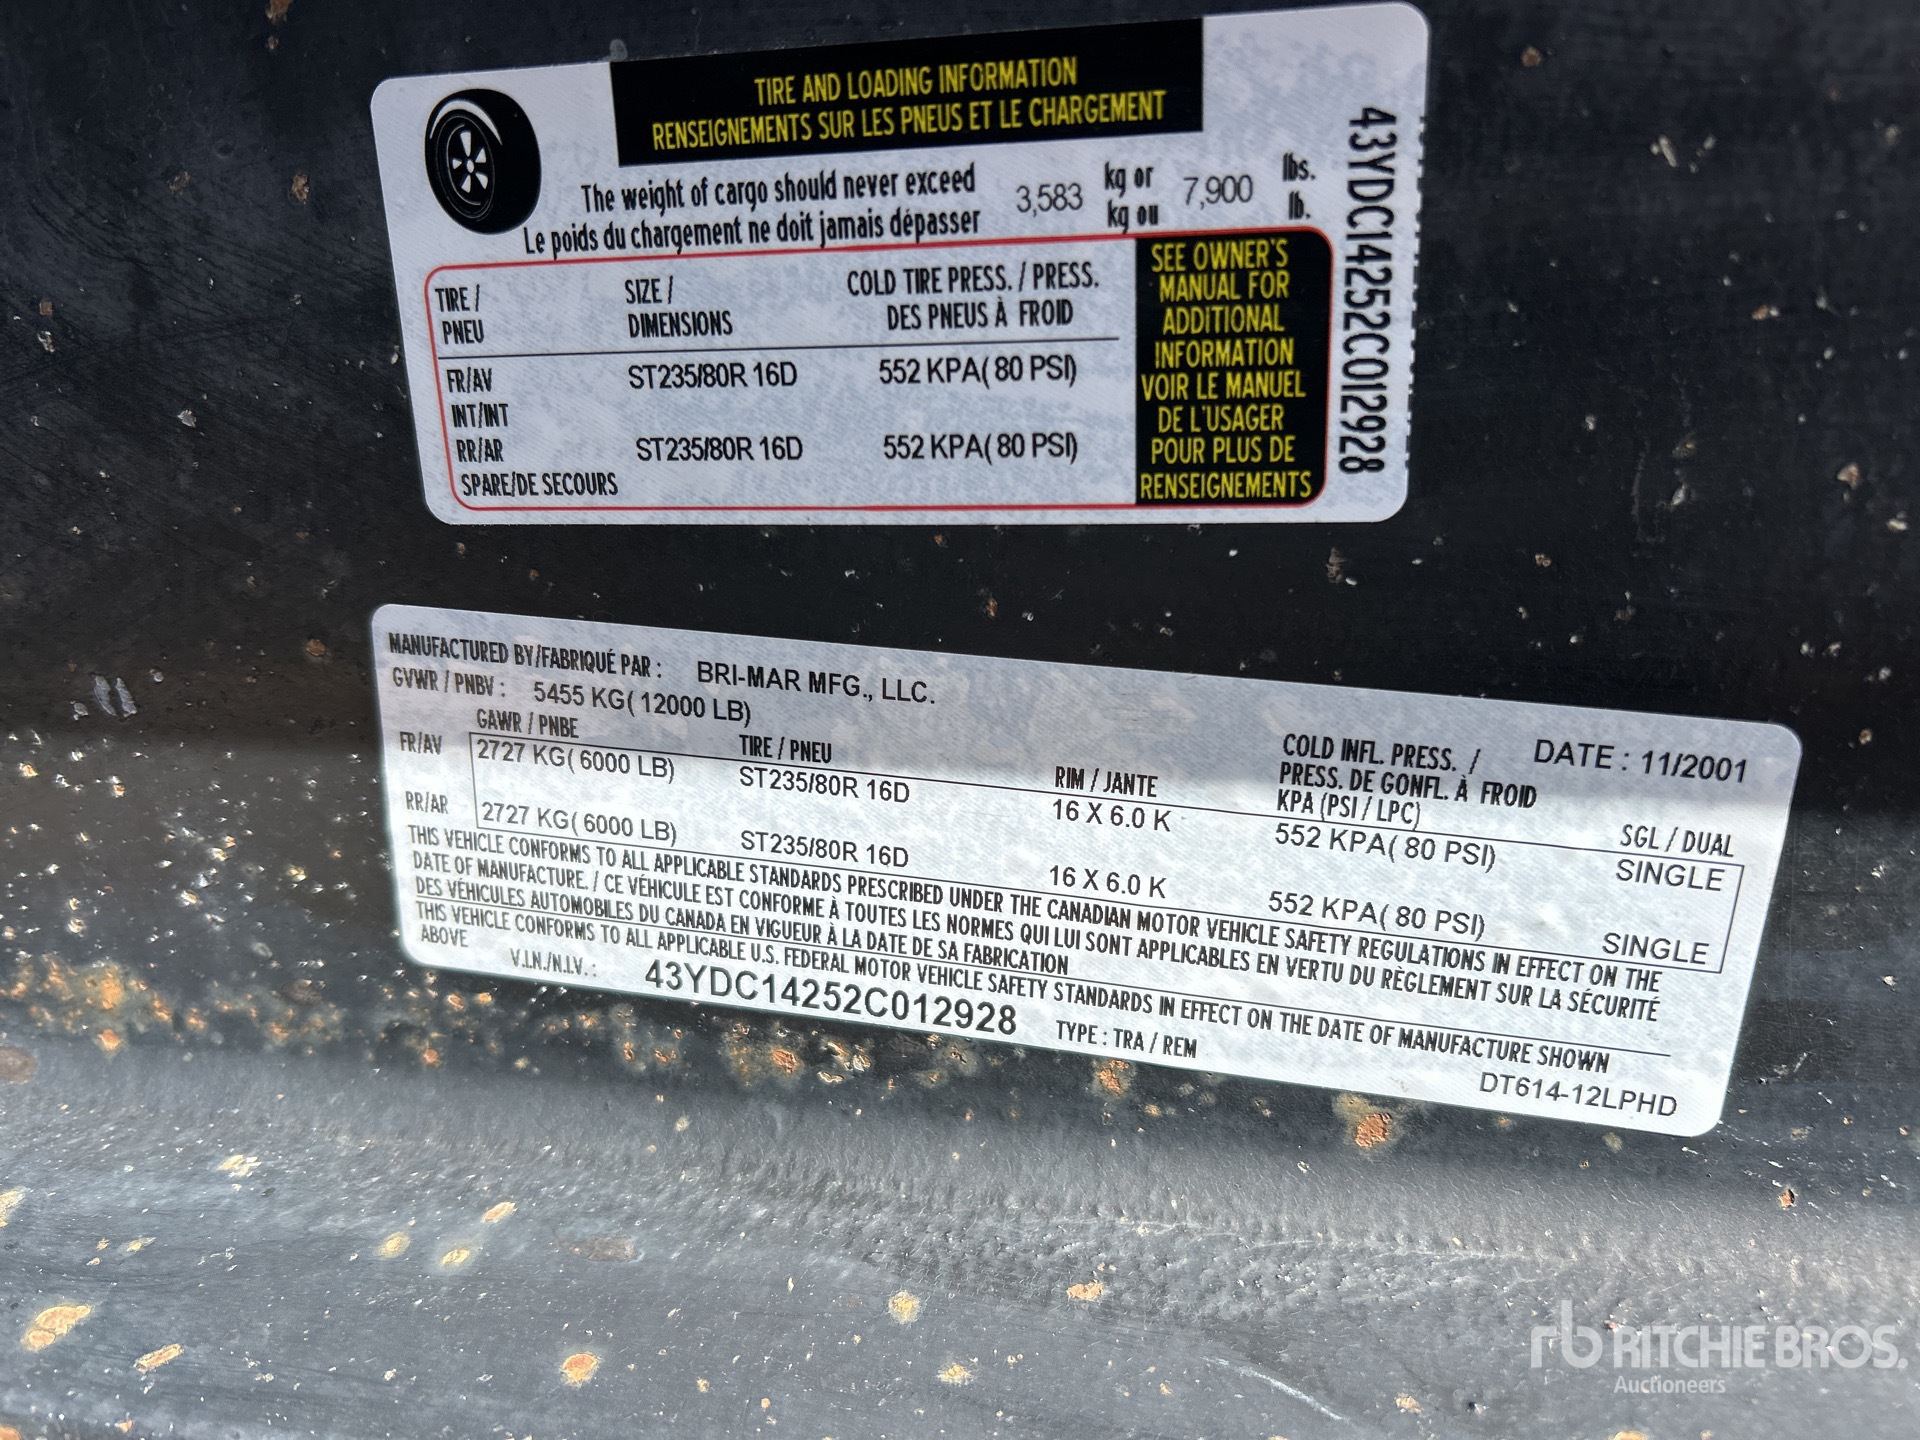 TIRE AND LOADING INFORMATION
RENSEIGNEMENTS SUR LES PNEUS ET LE CHARGEMENT
The weight of cargo should never exceed 3,583 kg or 7,900 lbs.
Le poids du chargement ne doit jamais dépasser kg ou lb.
TIRE / SIZE / COLD TIRE PRESS. / PRESS.
PNEU DIMENSIONS DES PNEUS À FROID
FR/AV ST235/80R 16D 552 KPA( 80 PSI)
INT/INT
RR/AR ST235/80R 16D 552 KPA( 80 PSI)
SPARE/DE SECOURS
SEE OWNER'S
MANUAL FOR
ADDITIONAL
INFORMATION
VOIR LE MANUEL
DE L'USAGER
POUR PLUS DE
RENSEIGNEMENTS
43YDC14252C012928
MANUFACTURED BY/FABRIQUÉ PAR : BRI-MAR MFG., LLC.
GVWR / PNBV : 5455 KG( 12000 LB)
DATE : 11/2001
GAWR / PNBE TIRE / PNEU RIM / JANTE COLD INFL. PRESS. /
PRESS. DE GONFL. À FROID
KPA (PSI / LPC) SGL / DUAL
FR/AV 2727 KG( 6000 LB) ST235/80R 16D 16 X 6.0 K 552 KPA( 80 PSI) SINGLE
RR/AR 2727 KG( 6000 LB) ST235/80R 16D 16 X 6.0 K 552 KPA( 80 PSI) SINGLE
THIS VEHICLE CONFORMS TO ALL APPLICABLE STANDARDS PRESCRIBED UNDER THE CANADIAN MOTOR VEHICLE SAFETY REGULATIONS IN EFFECT ON THE
DATE OF MANUFACTURE. / CE VÉHICULE EST CONFORME À TOUTES LES NORMES QUI LUI SONT APPLICABLES EN VERTU DU RÈGLEMENT SUR LA SÉCURITÉ
DES VÉHICULES AUTOMOBILES DU CANADA EN VIGUEUR À LA DATE DE SA FABRICATION
THIS VEHICLE CONFORMS TO ALL APPLICABLE U.S. FEDERAL MOTOR VEHICLE SAFETY STANDARDS IN EFFECT ON THE DATE OF MANUFACTURE SHOWN
ABOVE
V.I.N./N.I.V. : 43YDC14252C012928 TYPE : TRA / REM DT614-12LPHD
rb RITCHIE BROS.
Auctioneers